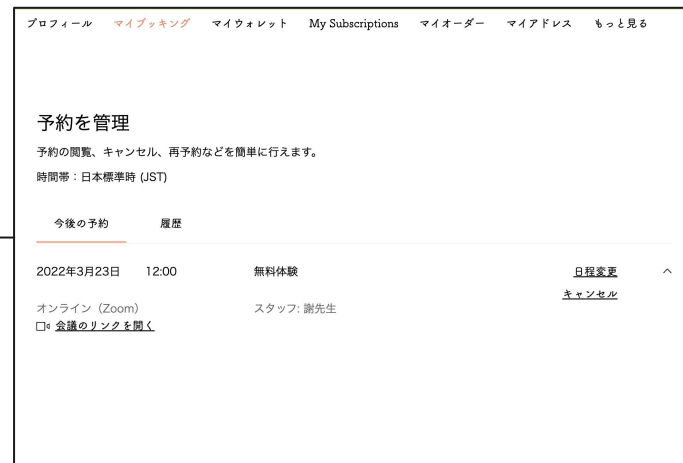 プロフィール マイブッキング マイウォレット My Subscriptions マイオーダー マイアドレス もっと見る
予約を管理
予約の閲覧、キャンセル、再予約などを簡単に行えます。
時間帯：日本標準時 (JST)
今後の予約 履歴
2022年3月23日 12:00 無料体験 日程変更
キャンセル
オンライン（Zoom） スタッフ: 謝先生
会議のリンクを開く